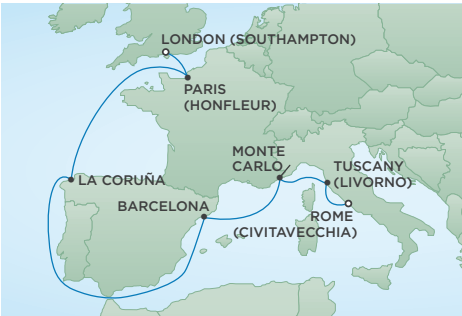 LONDON (SOUTHAMPTON)
PARIS
(HONFLEUR)
MONTE
CARLO
TUSCANY
(LIVORNO)
LA CORUÑA
BARCELONA
ROME
(CIVITAVECCHIA)